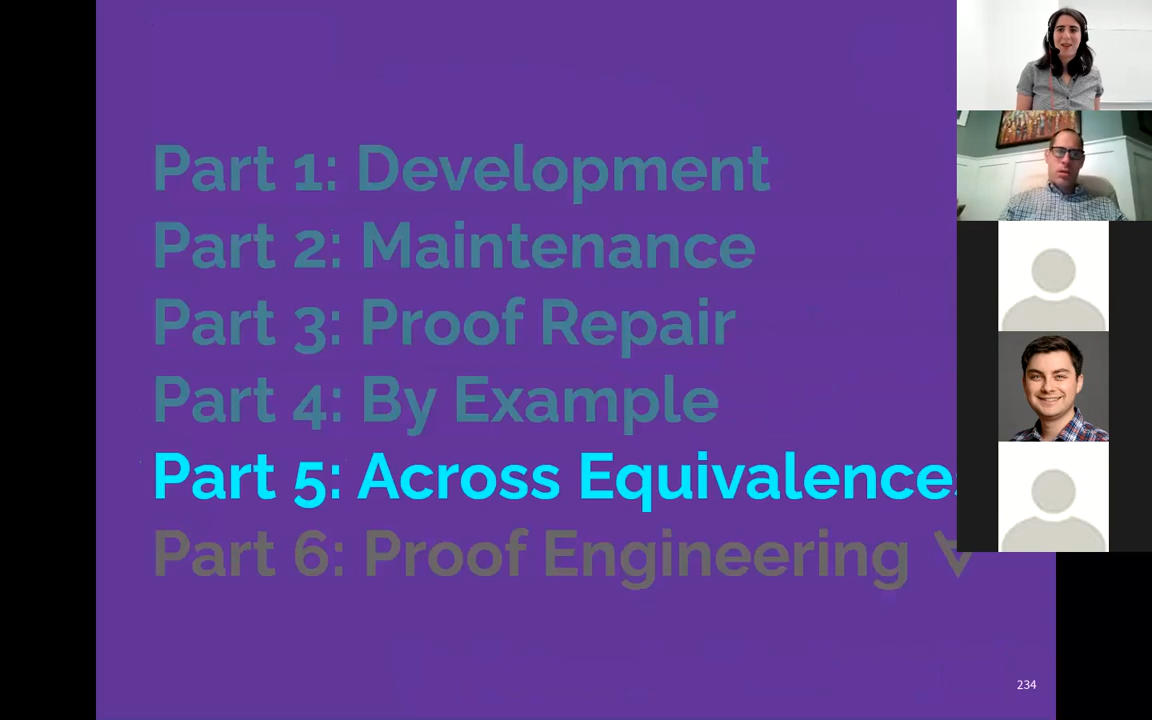 Part 1: Development
Part 2: Maintenance
Part 3: Proof Repair
Part 4: By Example
Part 5: Across Equivalences
Part 6: Proof Engineering ∀
234